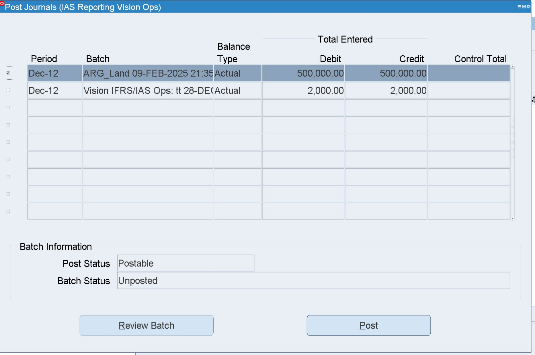 Post Journals (IAS Reporting Vision Ops)
Total Entered
Balance
Period Batch Type Debit Credit Control Total
Dec-12 ARG_Land 09-FEB-2025 21:35 Actual 500,000.00 500,000.00
Dec-12 Vision IFRS/IAS Ops: tt 28-DE( Actual 2,000.00 2,000.00
Batch Information
Post Status Postable
Batch Status Unposted
Review Batch Post